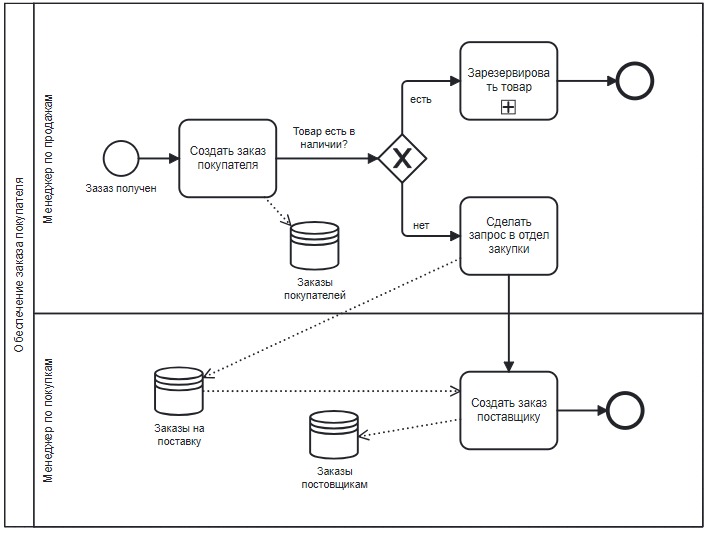 Обеспечение заказа покупателя
Менеджер по продажам
Зазаз получен
Создать заказ
покупателя
Товар есть в
наличии?
есть
нет
Зарезервирова
ть товар
Сделать
запрос в отдел
закупки
Заказы
покупателей
Менеджер по покупкам
Заказы на
поставку
Заказы
постовщикам
Создать заказ
поставщику